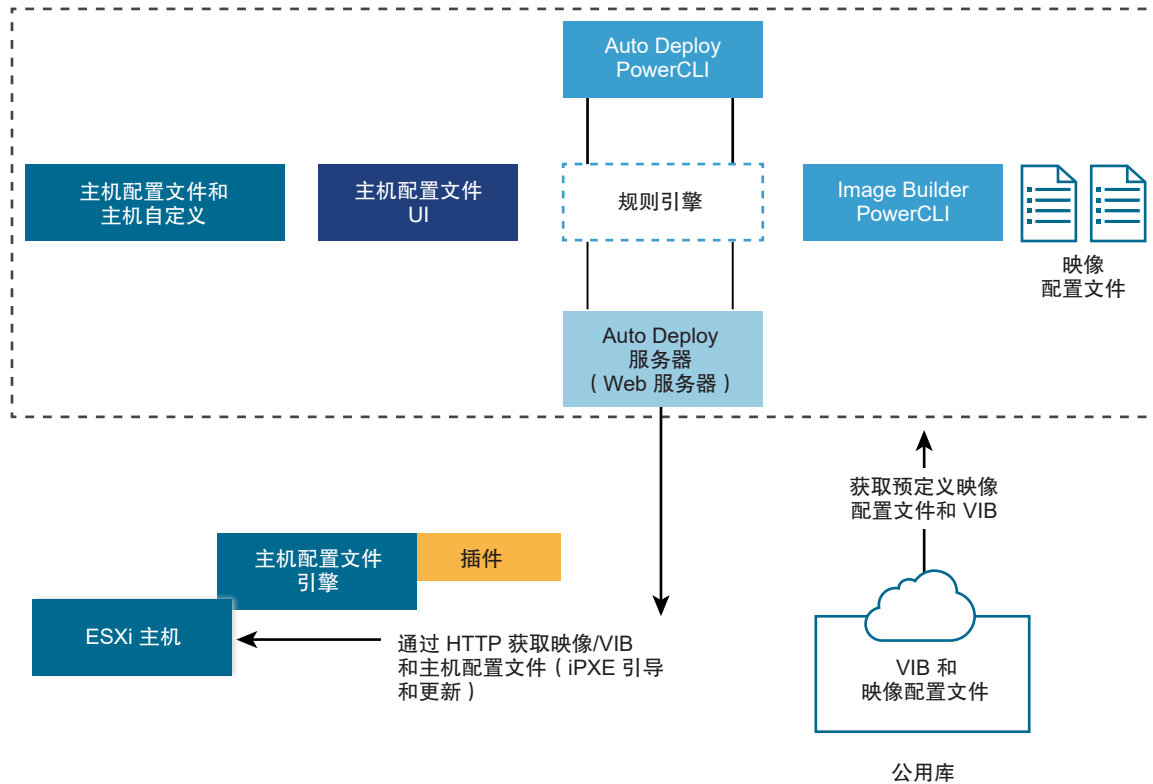 Auto Deploy
PowerCLI
主机配置文件和
主机自定义
主机配置文件
UI
规则引擎
Image Builder
PowerCLI
映像
配置文件
Auto Deploy
服务器
（ Web 服务器 ）
获取预定义映像
配置文件和 VIB
主机配置文件
引擎
插件
ESXi 主机
通过 HTTP 获取映像/VIB
和主机配置文件（ iPXE 引导
和更新 ）
VIB 和
映像配置文件
公用库